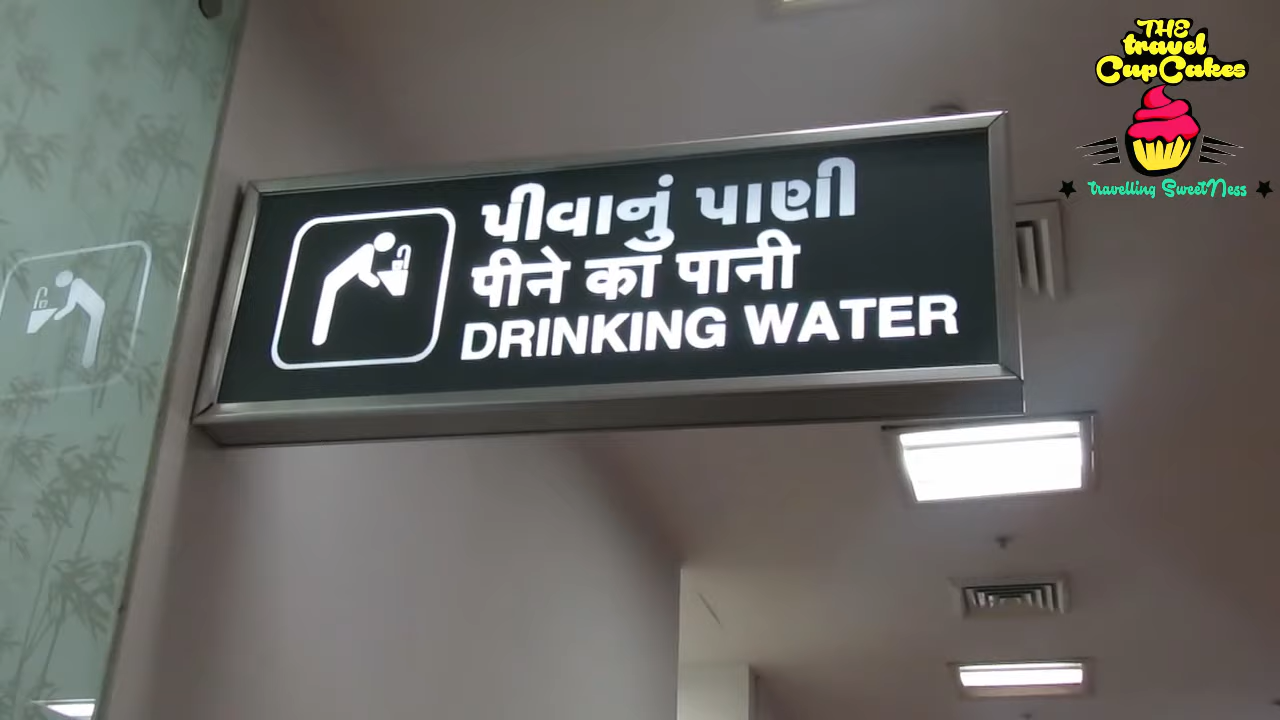 પીવાનું પાણી
पीने का पानी
DRINKING WATER
THE
travel
CupCakes
travelling SweetNess